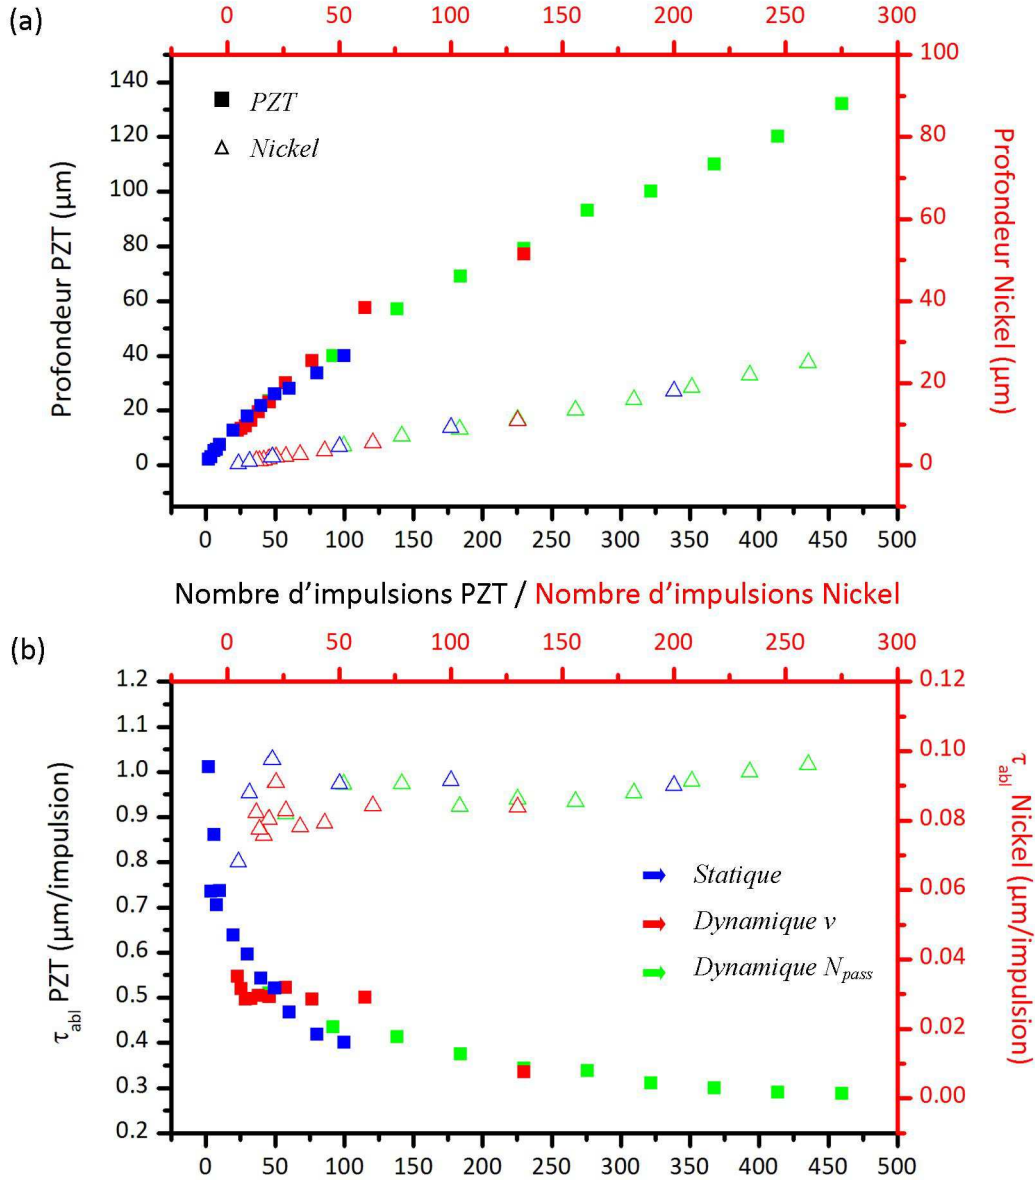 (a)
0 50 100 150 200 250 300
140
120
100
80
60
40
20
0
Profondeur PZT (µm)
PZT
Nickel
100
80
60
40
20
0
Profondeur Nickel (µm)
0 50 100 150 200 250 300 350 400 450 500
Nombre d'impulsions PZT / Nombre d'impulsions Nickel
(b)
0 50 100 150 200 250 300
1.2
1.1
1.0
0.9
0.8
0.7
0.6
0.5
0.4
0.3
0.2
τabl PZT (µm/impulsion)
Statique
Dynamique v
Dynamique Npass
0.12
0.10
0.08
0.06
0.04
0.02
0.00
τabl Nickel (µm/impulsion)
0 50 100 150 200 250 300 350 400 450 500